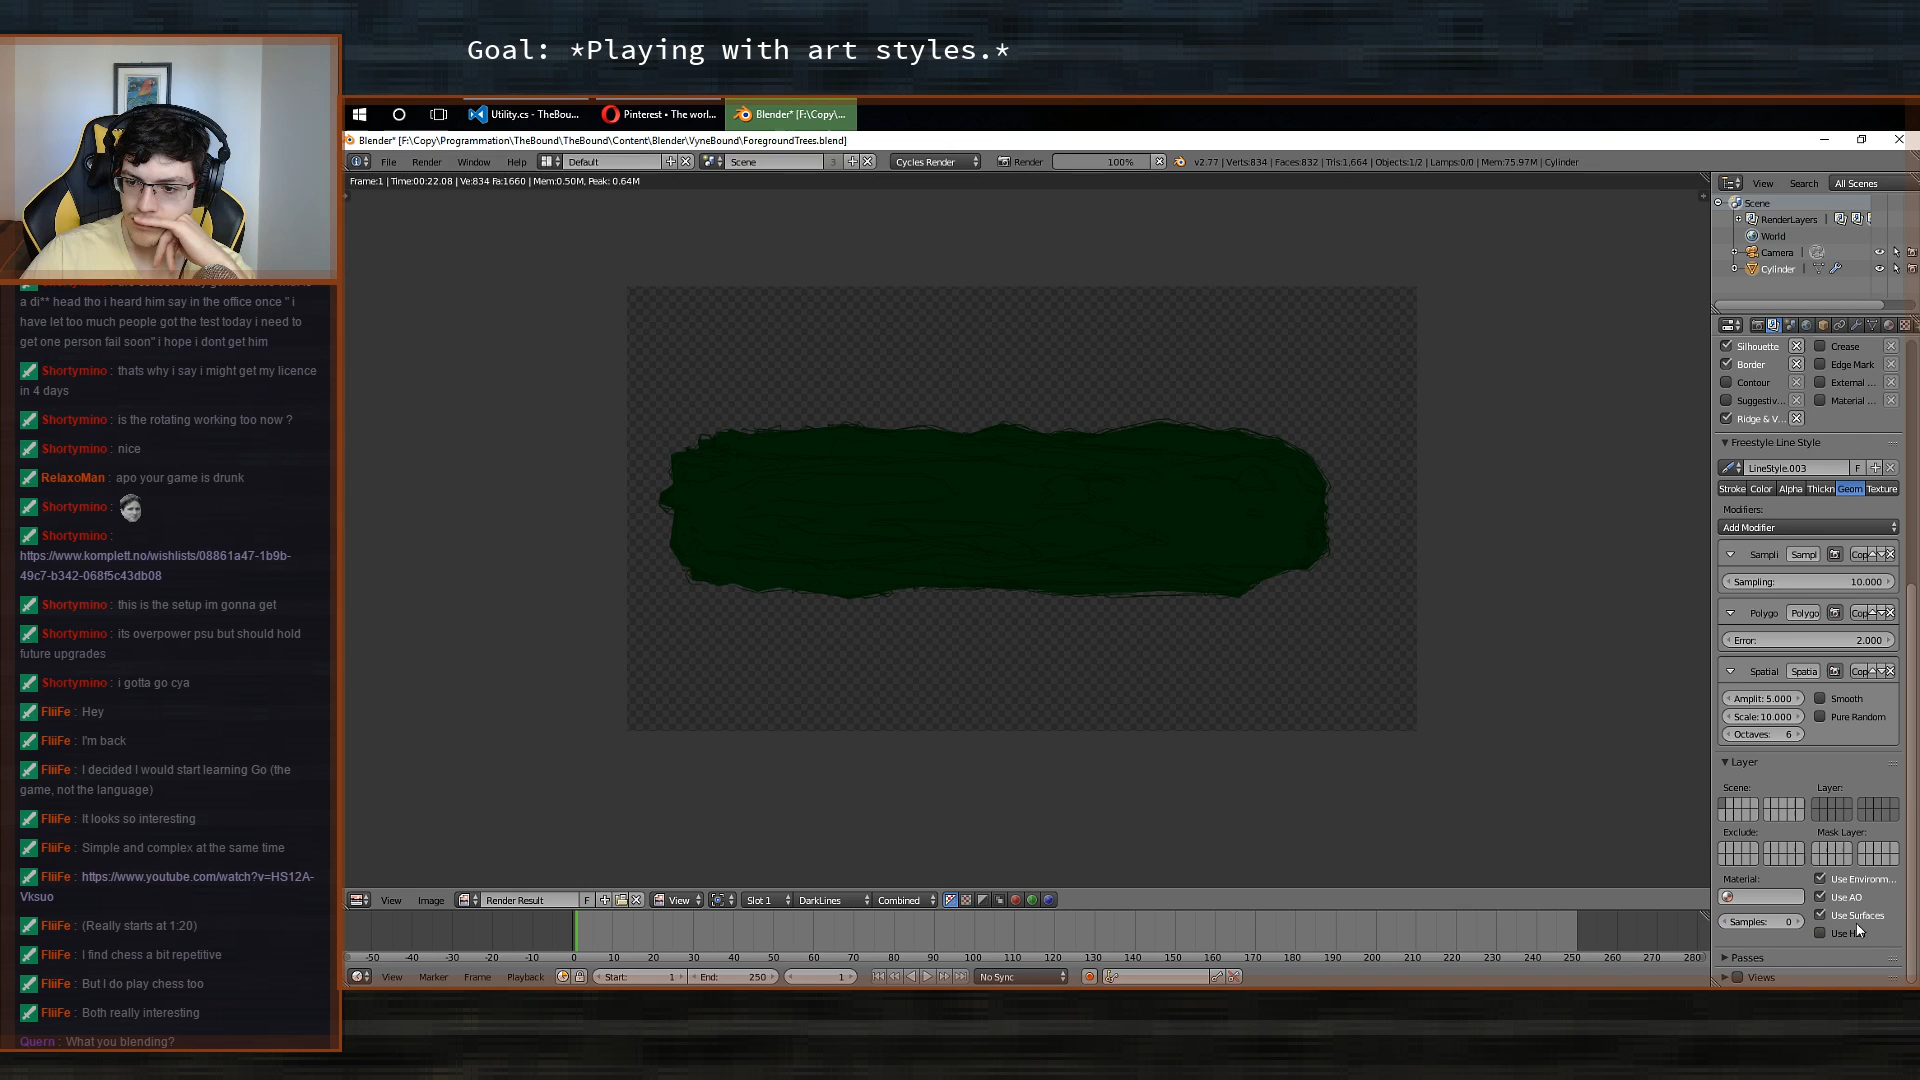 Goal: *Playing with art styles.*
Utility.cs - TheBou...
Pinterest • The worl...
Blender* [F:\Copy\...
Blender* [F:\Copy\Programmation\TheBound\TheBound\Content\Blender\VyneBound\ForegroundTrees.blend]
File Render Window Help Default Scene 3 Cycles Render Render 100% v2.77 | Verts:834 | Faces:832 | Tris:1,664 | Objects:1/2 | Lamps:0/0 | Mem:75.97M | Cylinder
Frame:1 | Time:00:22.08 | Ve:834 Fa:1660 | Mem:0.50M, Peak: 0.64M
View Search All Scenes
Scene
RenderLayers
World
Camera
Cylinder
Silhouette Crease
Border Edge Mark
Contour External ...
Suggestiv... Material ...
Ridge & V...
Freestyle Line Style
LineStyle.003 F
Stroke Color Alpha Thickn Geom Texture
Modifiers:
Add Modifier
Sampli Sampl Cop
Sampling: 10.000
Polygo Polygo Cop
Error: 2.000
Spatial Spatia Cop
Amplit: 5.000 Smooth
Scale: 10.000 Pure Random
Octaves: 6
Layer
Scene: Layer:
Exclude: Mask Layer:
Material: Use Environm...
Use AO
Use Surfaces
Samples: 0
Passes
Views
a di** head tho i heard him say in the office once " i
have let too much people got the test today i need to
get one person fail soon" i hope i dont get him
Shortymino : thats why i say i might get my licence
in 4 days
Shortymino : is the rotating working too now ?
Shortymino : nice
RelaxoMan : apo your game is drunk
Shortymino :
Shortymino :
https://www.komplett.no/wishlists/08861a47-1b9b-
49c7-b342-068f5c43db08
Shortymino : this is the setup im gonna get
Shortymino : its overpower psu but should hold
future upgrades
Shortymino : i gotta go cya
FliiFe : Hey
FliiFe : I'm back
FliiFe : I decided I would start learning Go (the
game, not the language)
FliiFe : It looks so interesting
FliiFe : Simple and complex at the same time
FliiFe : https://www.youtube.com/watch?v=HS12A-
Vksuo
FliiFe : (Really starts at 1:20)
FliiFe : I find chess a bit repetitive
FliiFe : But I do play chess too
FliiFe : Both really interesting
Quern : What you blending?
View Image Render Result F View Slot 1 DarkLines Combined
-50 -40 -30 -20 -10 0 10 20 30 40 50 60 70 80 90 100 110 120 130 140 150 160 170 180 190 200 210 220 230 240 250 260 270 280
View Marker Frame Playback Start: 1 End: 250 1 No Sync